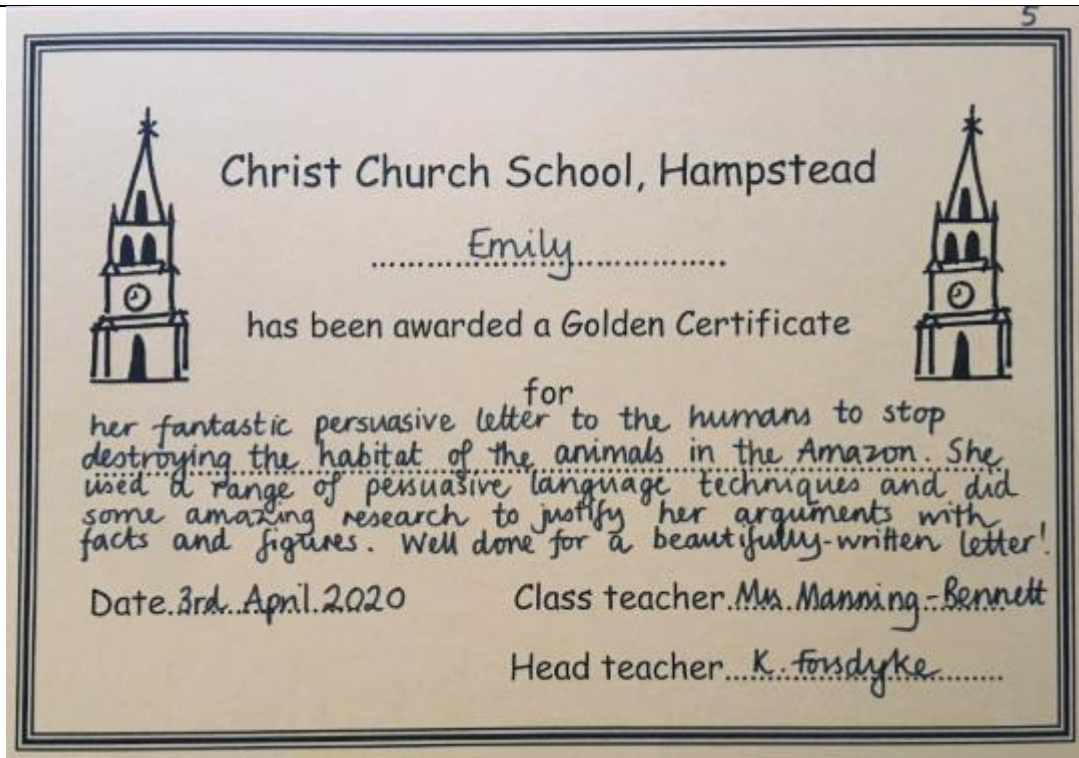 5
Christ Church School, Hampstead
Emily
has been awarded a Golden Certificate
for
her fantastic persuasive letter to the humans to stop
destroying the habitat of the animals in the Amazon. She
used a range of persuasive language techniques and did
some amazing research to justify her arguments with
facts and figures. Well done for a beautifully-written letter!
Date 3rd April 2020 Class teacher Mrs Manning-Bennett
Head teacher K. Forsdyke